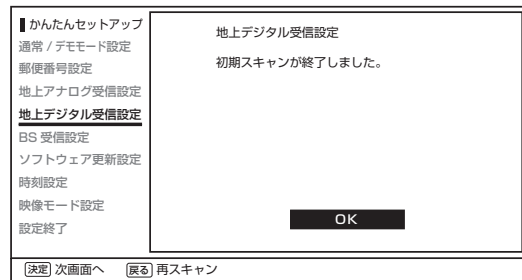 かんたんセットアップ
通常 / デモモード設定
郵便番号設定
地上アナログ受信設定
地上デジタル受信設定
BS 受信設定
ソフトウェア更新設定
時刻設定
映像モード設定
設定終了
地上デジタル受信設定
初期スキャンが終了しました。
OK
決定 次画面へ 戻る 再スキャン